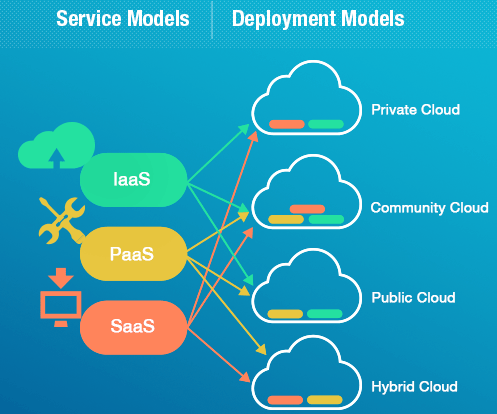 Service Models
Deployment Models
IaaS
PaaS
SaaS
Private Cloud
Community Cloud
Public Cloud
Hybrid Cloud